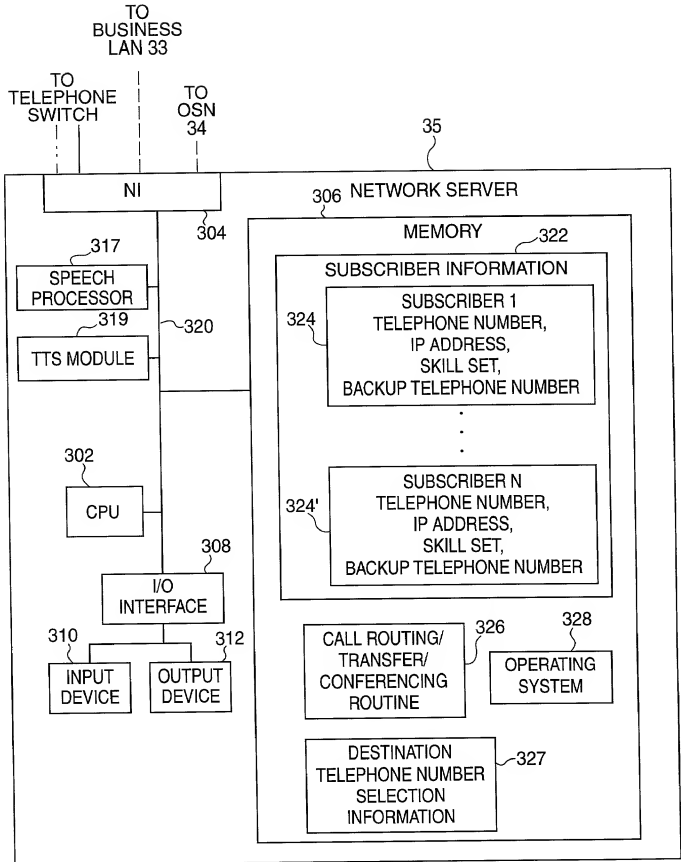 TO
BUSINESS
LAN 33
TO
TELEPHONE
SWITCH
TO
OSN
34
35
NI
NETWORK SERVER
304
306
MEMORY
317
SPEECH
PROCESSOR
319
TTS MODULE
320
322
SUBSCRIBER INFORMATION
324
SUBSCRIBER 1
TELEPHONE NUMBER,
IP ADDRESS,
SKILL SET,
BACKUP TELEPHONE NUMBER
324'
SUBSCRIBER N
TELEPHONE NUMBER,
IP ADDRESS,
SKILL SET,
BACKUP TELEPHONE NUMBER
302
CPU
308
I/O
INTERFACE
310
INPUT
DEVICE
312
OUTPUT
DEVICE
CALL ROUTING/
TRANSFER/
CONFERENCING
ROUTINE
326
328
OPERATING
SYSTEM
DESTINATION
TELEPHONE NUMBER
SELECTION
INFORMATION
327